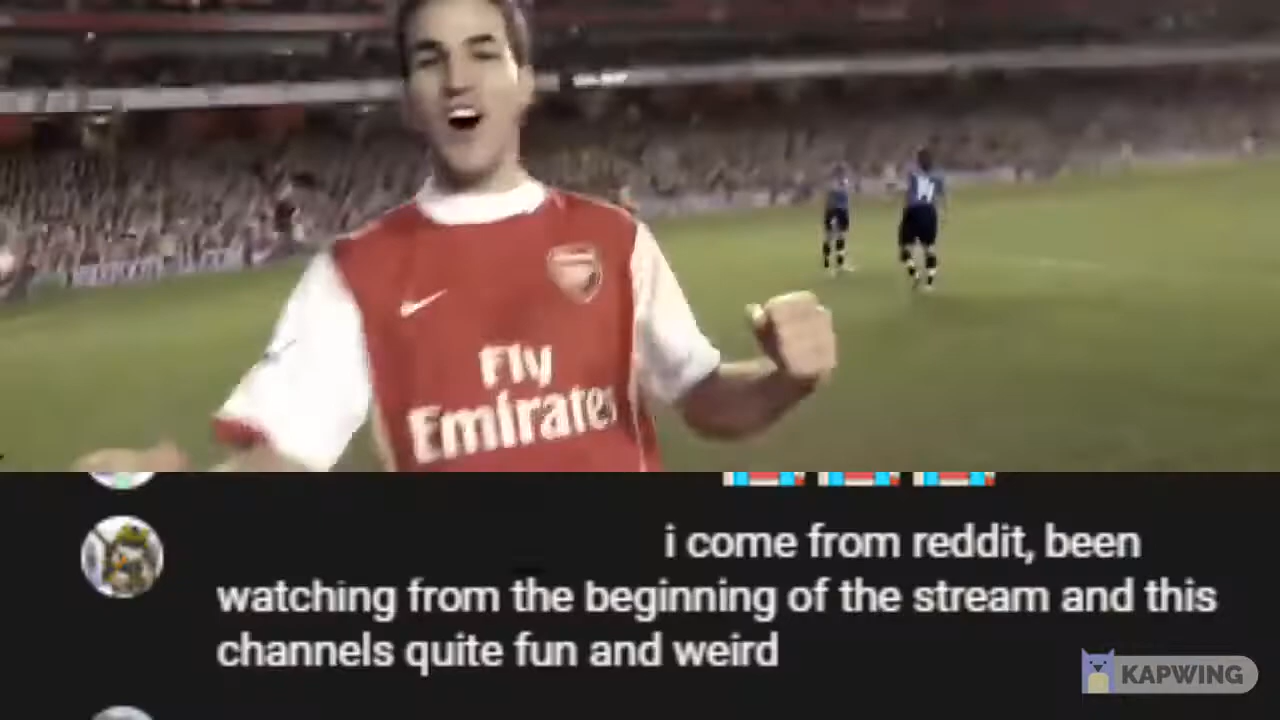 Fly
Emirates
14
i come from reddit, been
watching from the beginning of the stream and this
channels quite fun and weird
KAPWING